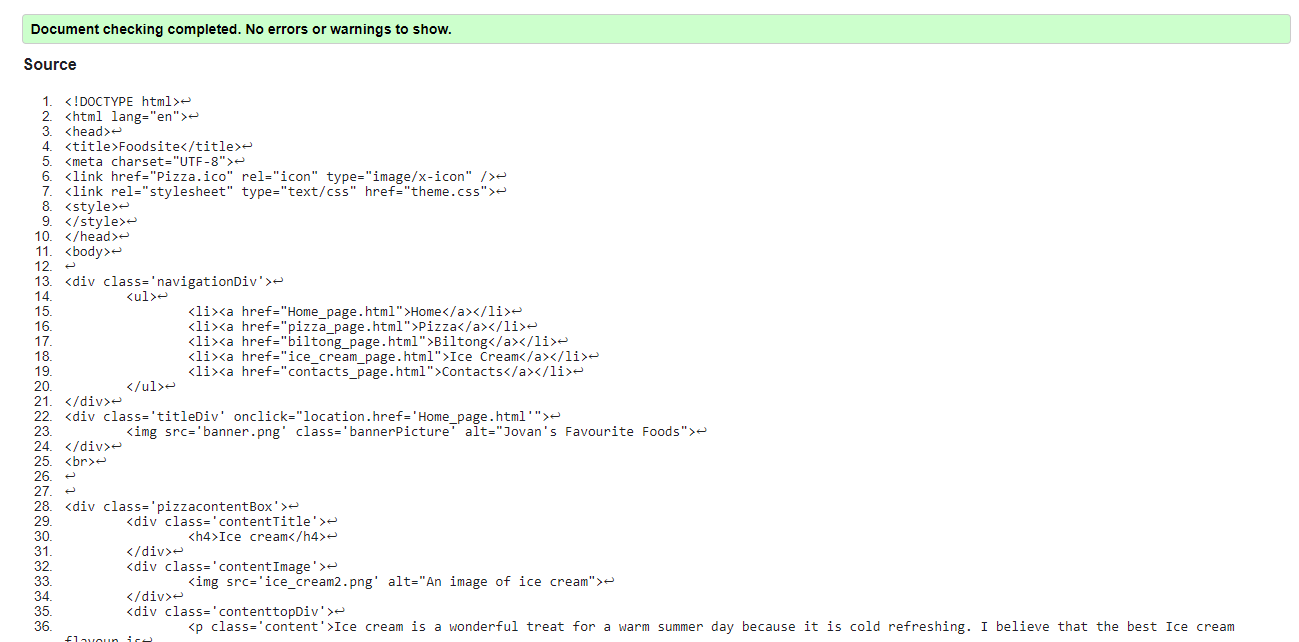 Document checking completed. No errors or warnings to show.
Source
1. <!DOCTYPE html>↩
2. <html lang="en">↩
3. <head>↩
4. <title>Foodsite</title>↩
5. <meta charset="UTF-8">↩
6. <link href="Pizza.ico" rel="icon" type="image/x-icon" />↩
7. <link rel="stylesheet" type="text/css" href="theme.css">↩
8. <style>↩
9. </style>↩
10. </head>↩
11. <body>↩
12. ↩
13. <div class='navigationDiv'>↩
14. <ul>↩
15. <li><a href="Home_page.html">Home</a></li>↩
16. <li><a href="pizza_page.html">Pizza</a></li>↩
17. <li><a href="biltong_page.html">Biltong</a></li>↩
18. <li><a href="ice_cream_page.html">Ice Cream</a></li>↩
19. <li><a href="contacts_page.html">Contacts</a></li>↩
20. </ul>↩
21. </div>↩
22. <div class='titleDiv' onclick="location.href='Home_page.html'">↩
23. <img src='banner.png' class='bannerPicture' alt="Jovan's Favourite Foods">↩
24. </div>↩
25. <br>↩
26. ↩
27. ↩
28. <div class='pizzacontentBox'>↩
29. <div class='contentTitle'>↩
30. <h4>Ice cream</h4>↩
31. </div>↩
32. <div class='contentImage'>↩
33. <img src='ice_cream2.png' alt="An image of ice cream">↩
34. </div>↩
35. <div class='contenttopDiv'>↩
36. <p class='content'>Ice cream is a wonderful treat for a warm summer day because it is cold refreshing. I believe that the best Ice cream
flavour is↩